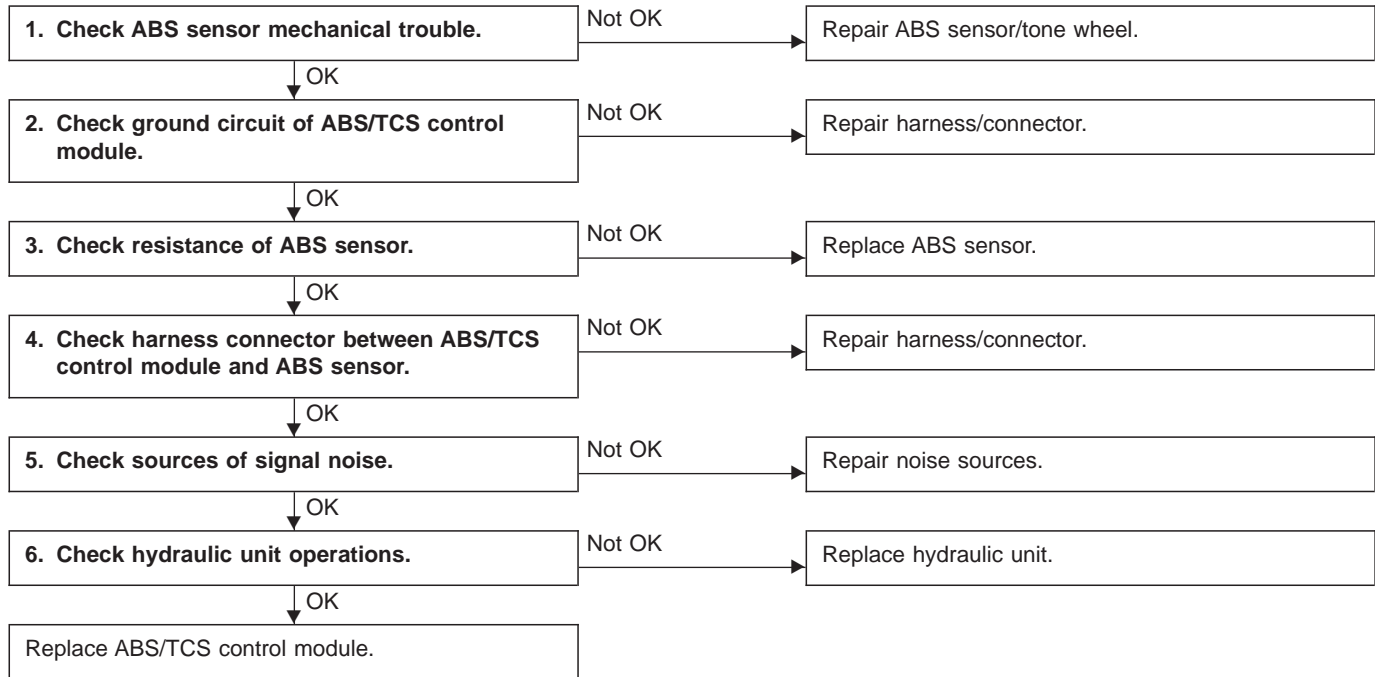 1. Check ABS sensor mechanical trouble.
Not OK
Repair ABS sensor/tone wheel.
OK
2. Check ground circuit of ABS/TCS control
module.
Not OK
Repair harness/connector.
OK
3. Check resistance of ABS sensor.
Not OK
Replace ABS sensor.
OK
4. Check harness connector between ABS/TCS
control module and ABS sensor.
Not OK
Repair harness/connector.
OK
5. Check sources of signal noise.
Not OK
Repair noise sources.
OK
6. Check hydraulic unit operations.
Not OK
Replace hydraulic unit.
OK
Replace ABS/TCS control module.